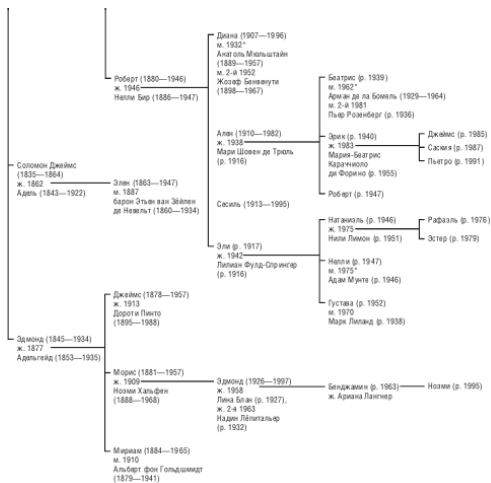 Диана (1907—1996)
м. 1932*
Анатоль Мюльштайн
(1889—1957)
м. 2-й 1952
Жозеф Бенвенути
(1898—1967)
Роберт (1880—1946)
ж. 1946
Нелли Бир (1886—1947)
Ален (1910—1982)
ж. 1938
Мари Шовен де Трюль
(р. 1916)
Беатрис (р. 1939)
м. 1962*
Арман де ла Бомель (1929—1964)
м. 2-й 1981
Пьер Розенберг (р. 1936)
Эрик (р. 1940)
ж. 1983
Мария-Беатрис
Караччиоло
ди Форино (р. 1955)
Джеймс (р. 1985)
Саския (р. 1987)
Пьетро (р. 1991)
Роберт (р. 1947)
Соломон Джеймс
(1835—1864)
ж. 1862
Адель (1843—1922)
Элен (1863—1947)
м. 1887
барон Этьен ван Зёйлен
де Невельт (1860—1934)
Сесиль (1913—1995)
Эли (р. 1917)
ж. 1942
Лилиан Фулд-Спрингер
(р. 1916)
Натаниэль (р. 1946)
ж. 1975
Нили Лимон (р. 1951)
Рафаэль (р. 1976)
Эстер (р. 1979)
Нелли (р. 1947)
м. 1975*
Адам Мунте (р. 1946)
Густава (р. 1952)
м. 1970
Марк Лиланд (р. 1938)
Эдмонд (1845—1934)
ж. 1877
Адельгейд (1853—1935)
Джеймс (1878—1957)
ж. 1913
Дороти Пинто
(1895—1988)
Морис (1881—1957)
ж. 1909
Ноэми Хальфен
(1888—1968)
Эдмонд (1926—1997)
ж. 1958
Лина Блан (р. 1927),
ж. 2-я 1963
Надин Лёпитальер
(р. 1932)
Бенджамин (р. 1963)
ж. Ариана Лангнер
Ноэми (р. 1995)
Мириам (1884—1965)
м. 1910
Альберт фон Гольдшмидт
(1879—1941)